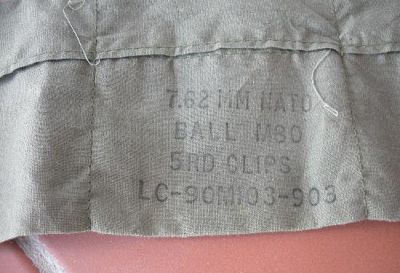 7.62 MM NATO
BALL M80
5RD CLIPS
LC-90M103-903